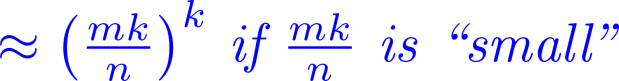 ≈ (mk/n)^k if mk/n is “small”